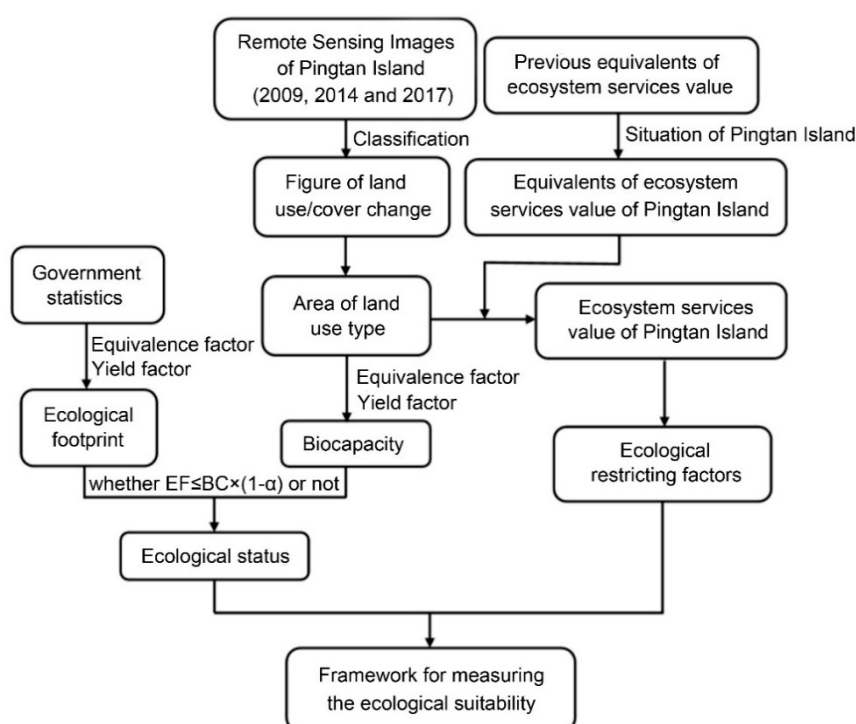 Remote Sensing Images
of Pingtan Island
(2009, 2014 and 2017)
Previous equivalents of
ecosystem services value
Classification
Situation of Pingtan Island
Figure of land
use/cover change
Equivalents of ecosystem
services value of Pingtan Island
Government
statistics
Area of land
use type
Ecosystem services
value of Pingtan Island
Equivalence factor
Yield factor
Equivalence factor
Yield factor
Ecological
footprint
Biocapacity
Ecological
restricting factors
whether EF≤BC×(1-α) or not
Ecological status
Framework for measuring
the ecological suitability